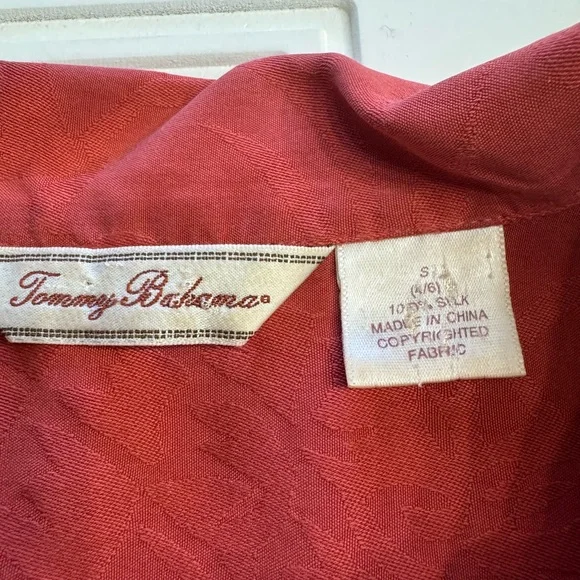 Tommy Bahama®
S
(4/6)
100% SILK
MADE IN CHINA
COPYRIGHTED
FABRIC